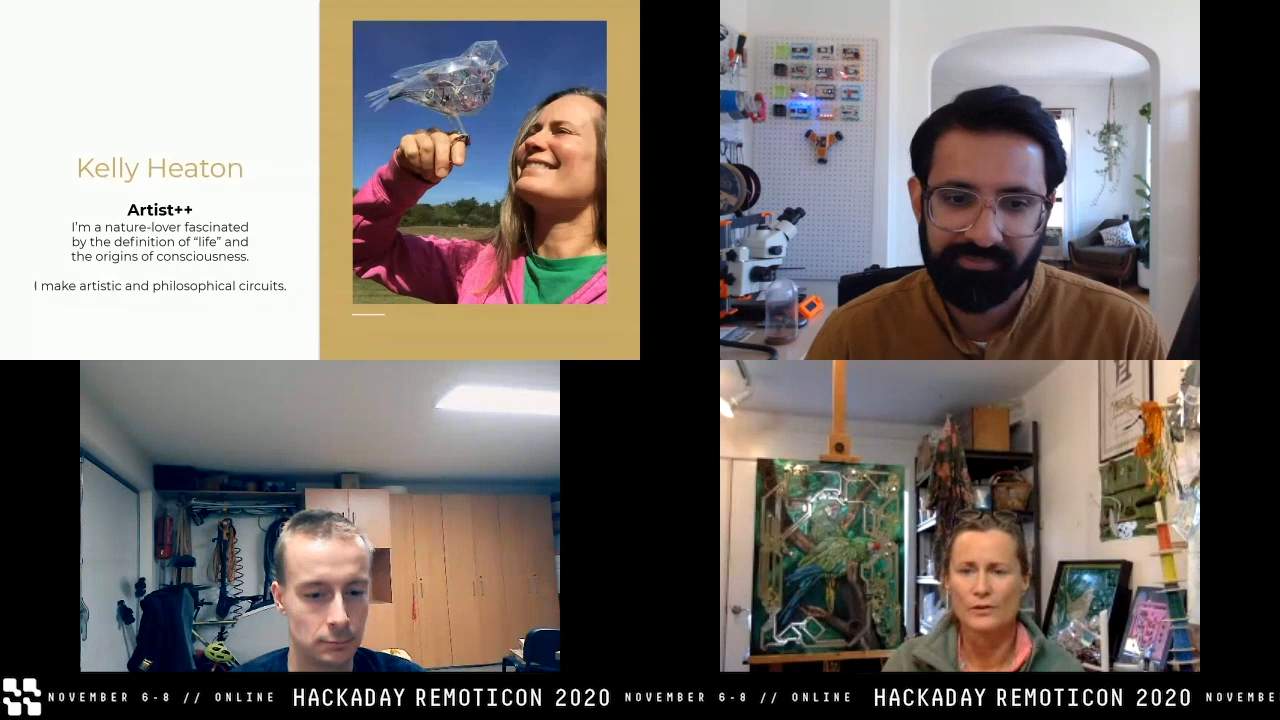 Kelly Heaton
Artist++
I'm a nature-lover fascinated
by the definition of "life" and
the origins of consciousness.
I make artistic and philosophical circuits.
NOVEMBER 6-8 // ONLINE HACKADAY REMOTICON 2020 NOVEMBER 6-8 // ONLINE HACKADAY REMOTICON 2020 NOVEMBE